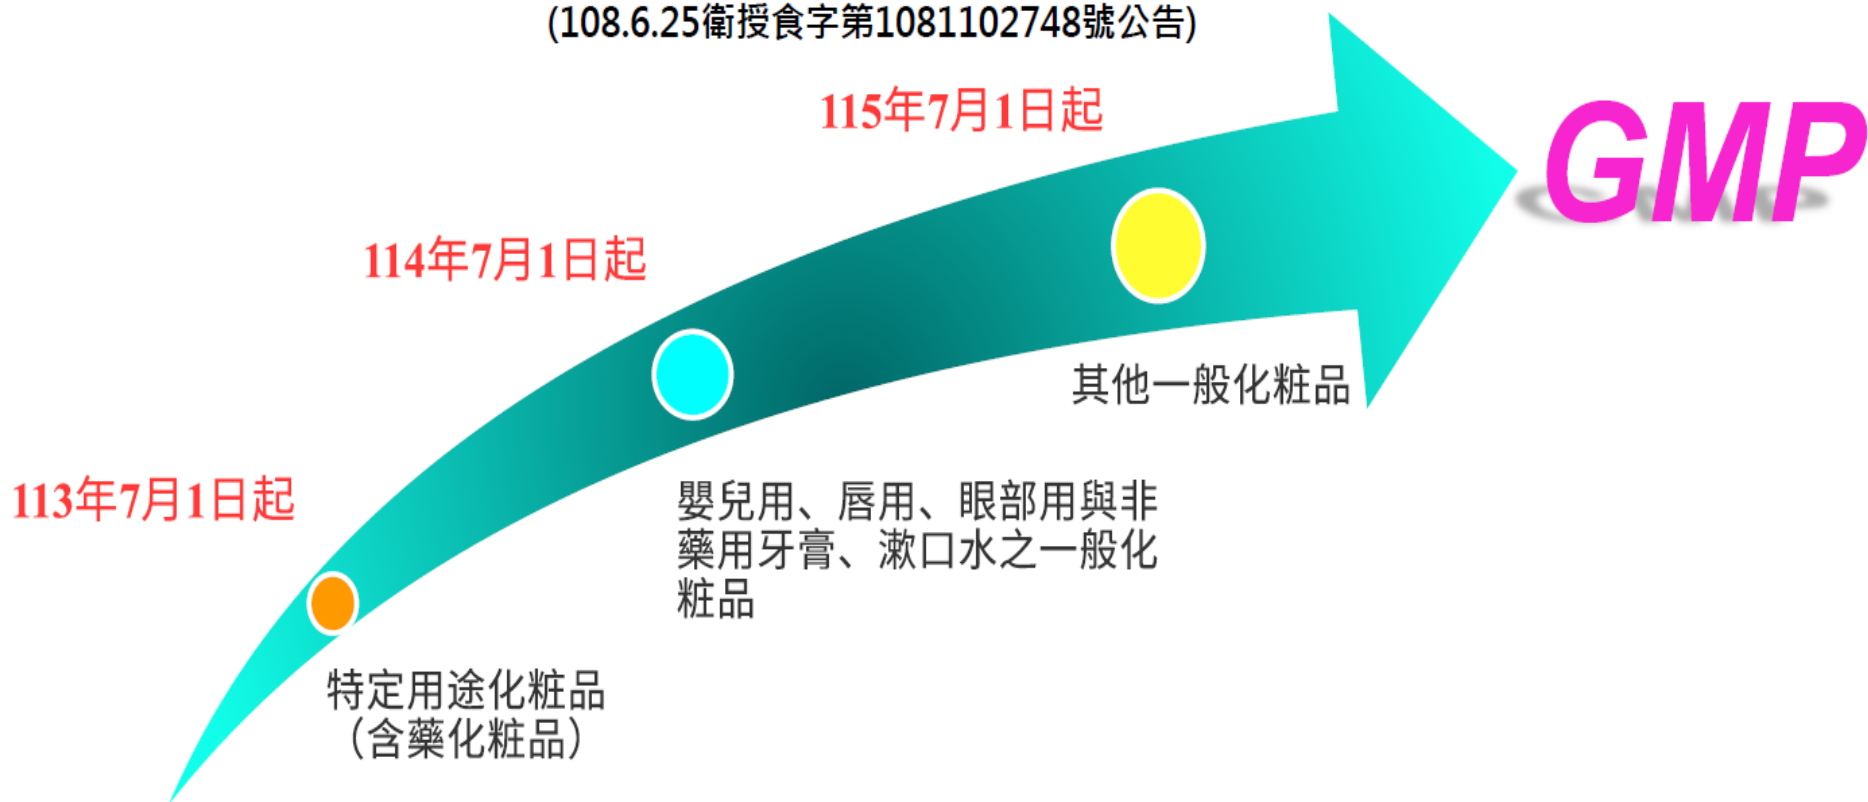 (108.6.25衛授食字第1081102748號公告)
115年7月1日起
GMP
114年7月1日起
其他一般化粧品
113年7月1日起
嬰兒用、唇用、眼部用與非
藥用牙膏、漱口水之一般化
粧品
特定用途化粧品
（含藥化粧品）